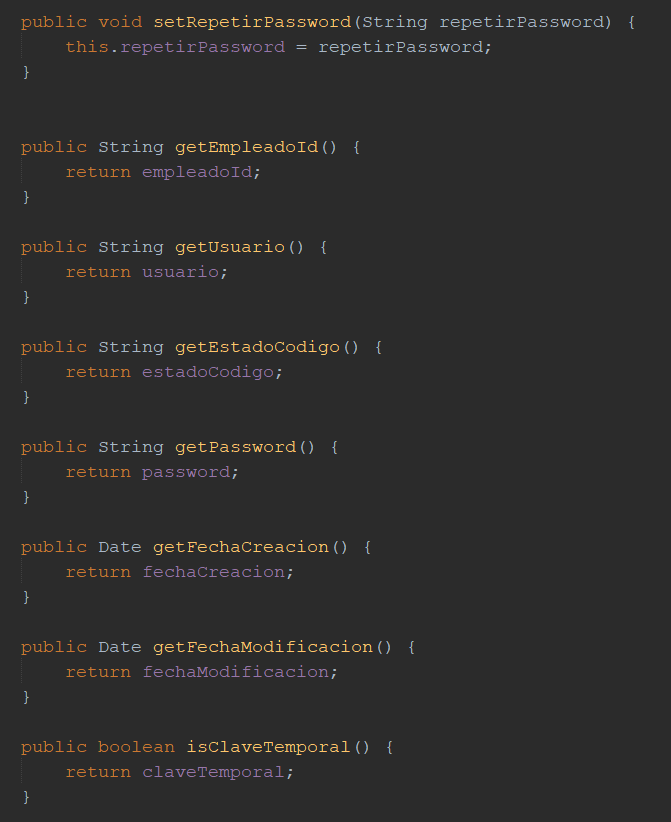 public void setRepetirPassword(String repetirPassword) {
this.repetirPassword = repetirPassword;
}
public String getEmpleadoId() {
return empleadoId;
}
public String getUsuario() {
return usuario;
}
public String getEstadoCodigo() {
return estadoCodigo;
}
public String getPassword() {
return password;
}
public Date getFechaCreacion() {
return fechaCreacion;
}
public Date getFechaModificacion() {
return fechaModificacion;
}
public boolean isClaveTemporal() {
return claveTemporal;
}